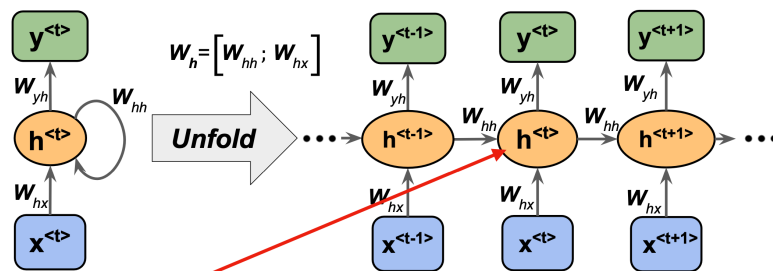 y<t>
W_yh
h<t>
W_hh
W_hx
x<t>
W_h=[W_hh ; W_hx]
Unfold
•••
y<t-1>
y<t>
y<t+1>
W_yh
W_yh
W_yh
h<t-1>
W_hh
h<t>
W_hh
h<t+1>
•••
W_hx
W_hx
W_hx
x<t-1>
x<t>
x<t+1>